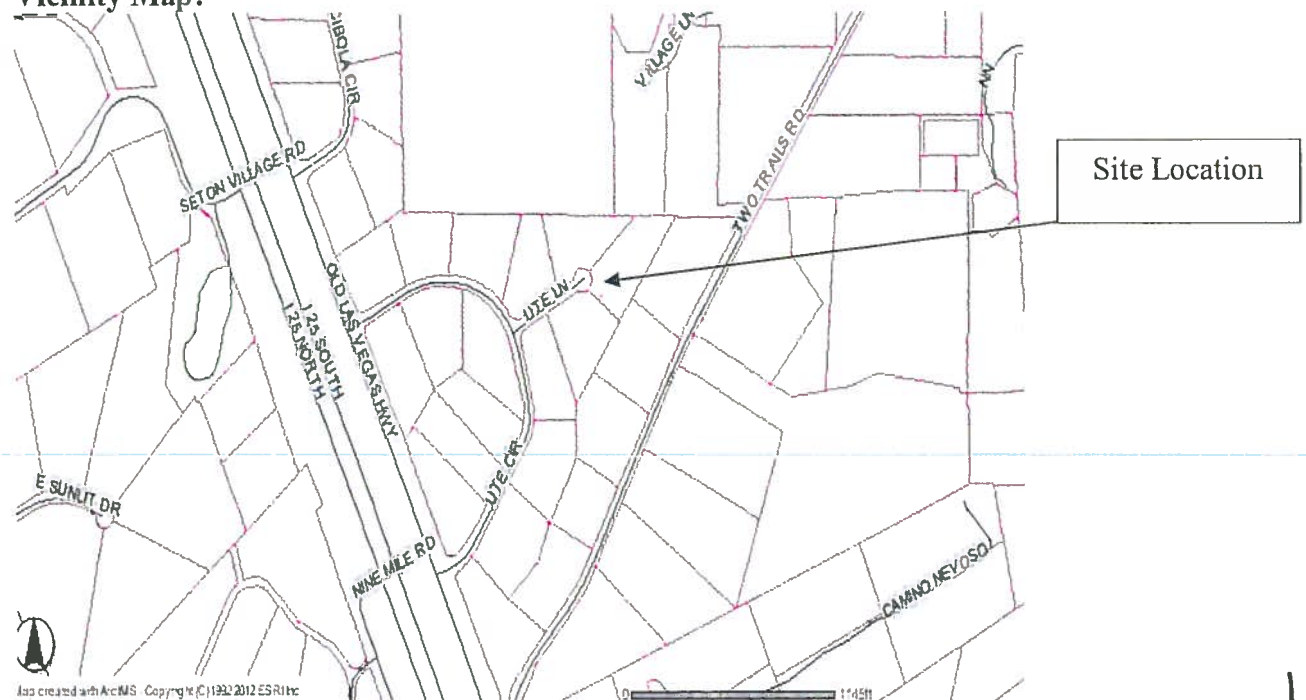 Vicinity Map:
CIBOLA CIR
VILLAGE LN
NN
TWO TRAILS RD
Site Location
SETON VILLAGE RD
OLD LAS VEGAS HWY
UTE LN
I 25 SOUTH
I 25 NORTH
UTE CIR
E SUNLIT DR
NINE MILE RD
CAMINO NEVOSO
Map created with ArcIMS - Copyright (C) 1992-2012 ESRI Inc
0
1145ft